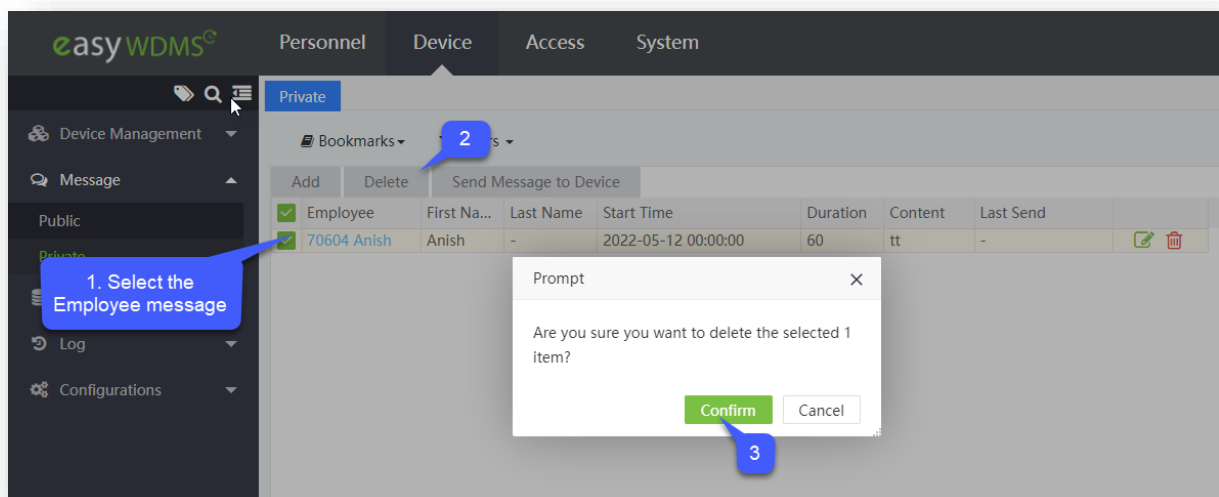 easy WDMS
Personnel Device Access System
Private
Device Management
Bookmarks
2
Message
Add Delete Send Message to Device
Public
Employee First Na... Last Name Start Time Duration Content Last Send
70604 Anish Anish - 2022-05-12 00:00:00 60 tt -
Private
1. Select the
Employee message
Prompt
Are you sure you want to delete the selected 1
item?
Log
Configurations
Confirm Cancel
3